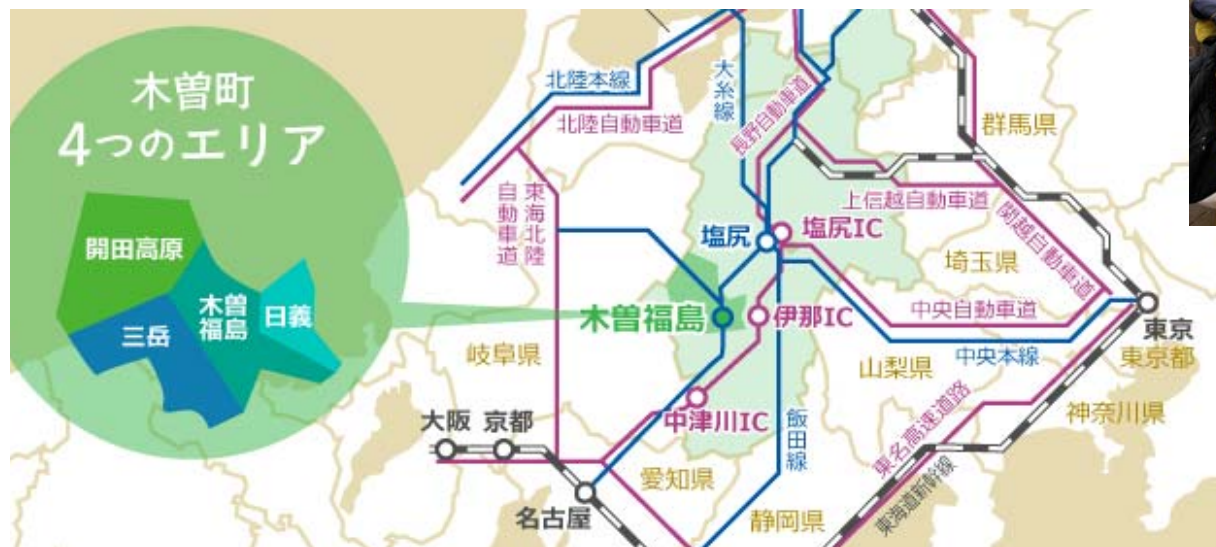 木曽町
4つのエリア
開田高原
三岳
木曽
福島
日義
北陸本線
北陸自動車道
東海北陸
自動車道
大糸線
長野自動車道
群馬県
上信越自動車道
関越自動車道
塩尻
塩尻IC
埼玉県
木曽福島
伊那IC
中央自動車道
東京
岐阜県
山梨県
中央本線
東京都
中津川IC
飯田線
神奈川県
大阪
京都
東名高速道路
愛知県
東海道新幹線
名古屋
静岡県